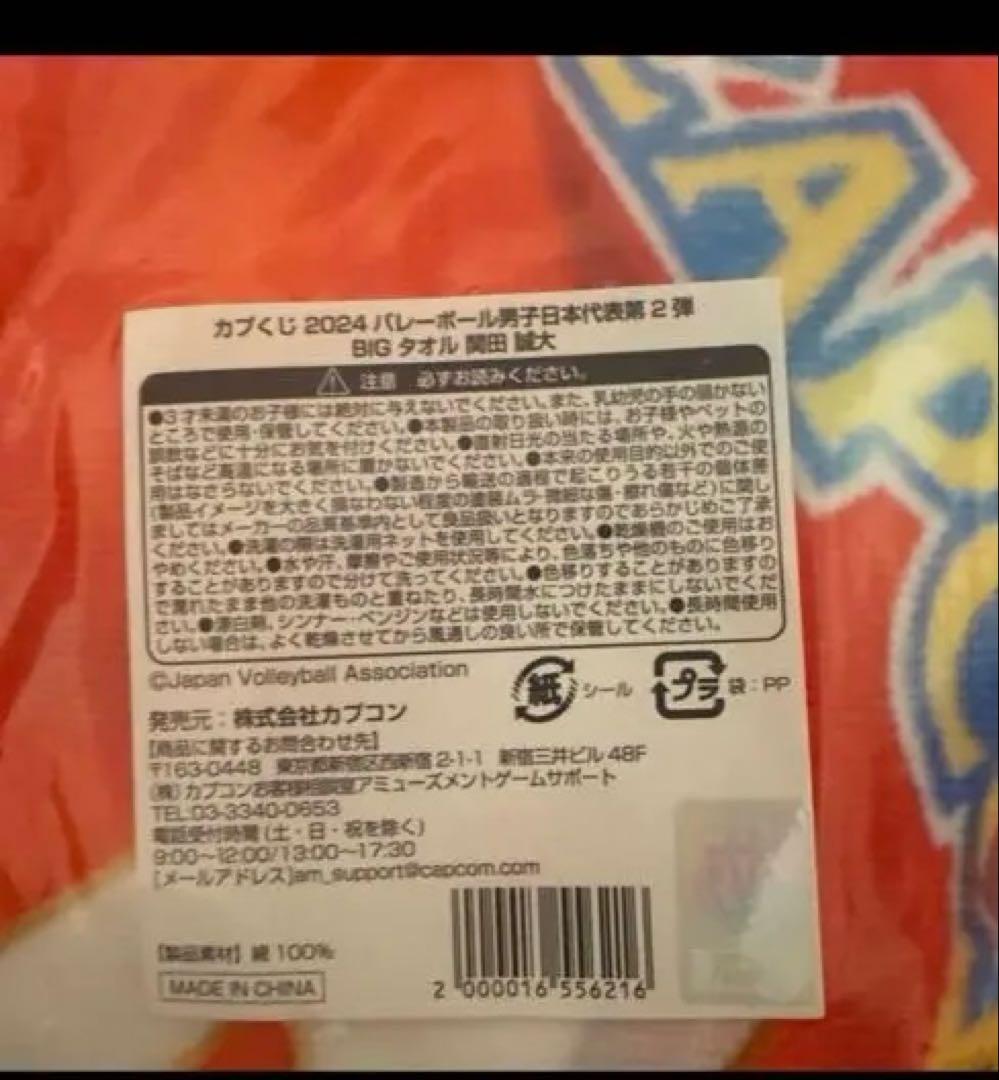 CAPC
カプくじ 2024 バレーボール男子日本代表第2弾
BIG タオル 関田 誠大
注意 必ずお読みください。
●3才未満のお子様には絶対に与えないでください。また、乳幼児の手の届かない
ところで使用・保管してください。●本製品の取り扱い時には、お子様やペットの
誤飲などに十分にお気を付けください。●直射日光の当たる場所や、火や熱源の
そばなど高温になる場所に置かないでください。●本来の使用目的以外でのご使
用はなさらないでください。●製造から輸送の過程で起こりうる若干の個体差
(製品イメージを大きく損なわない程度の塗装ムラ・微細な傷・擦れ傷など)に関し
ましてはメーカーの品質基準内として良品扱いとなりますのであらかじめご了承
ください。●洗濯の際は洗濯用ネットを使用してください。●乾燥機のご使用はお
やめください。●水や汗、摩擦やご使用状況等により、色落ちや他のものに色移り
することがありますので分けて洗ってください。●色移りすることがありますの
で濡れたまま他の洗濯ものと重ねたり、長時間水につけたままにしないでくだ
さい。●漂白剤、シンナー・ベンジンなどは使用しないでください。●長時間使用
しない場合は、よく乾燥させてから風通しの良い所で保管してください。
©Japan Volleyball Association
紙 シール プラ 袋:PP
発売元:株式会社カプコン
【商品に関するお問合わせ先】
〒163-0448 東京都新宿区西新宿2-1-1 新宿三井ビル48F
(株)カプコンお客様相談室アミューズメントゲームサポート
TEL:03-3340-0653
電話受付時間(土・日・祝を除く)
9:00~12:00/13:00~17:30
[メールアドレス]am_support@capcom.com
【製品素材】綿100%
MADE IN CHINA
2 000016 556216